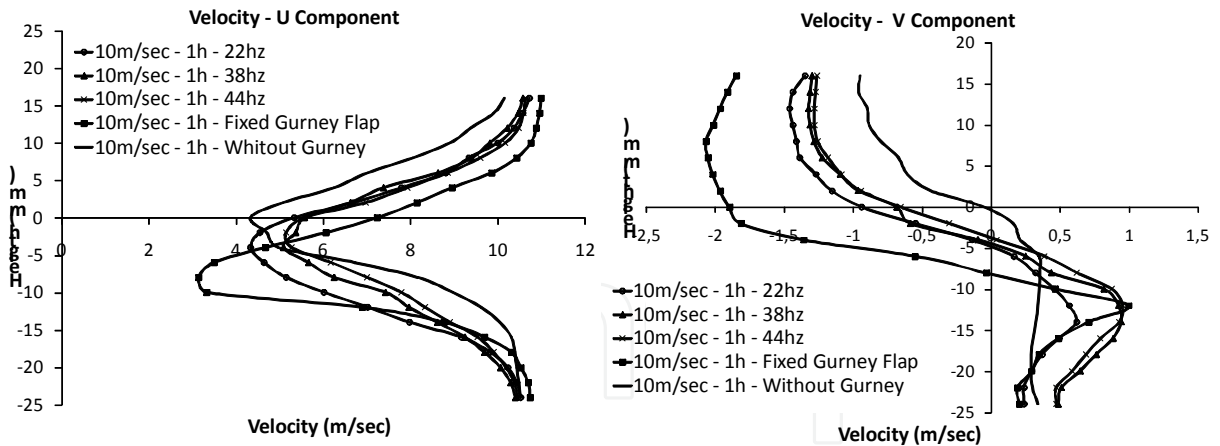 Velocity - U Component
25
20
15
10
5
0
-5
-10
-15
-20
-25
0 2 4 6 8 10 12
Height (mm)
Velocity (m/sec)
10m/sec - 1h - 22hz
10m/sec - 1h - 38hz
10m/sec - 1h - 44hz
10m/sec - 1h - Fixed Gurney Flap
10m/sec - 1h - Whitout Gurney
Velocity - V Component
20
15
10
5
0
-5
-10
-15
-20
-25
-2,5 -2 -1,5 -1 -0,5 0 0,5 1 1,5
Height-mm
Velocity (m/sec)
10m/sec - 1h - 22hz
10m/sec - 1h - 38hz
10m/sec - 1h - 44hz
10m/sec - 1h - Fixed Gurney Flap
10m/sec - 1h - Without Gurney